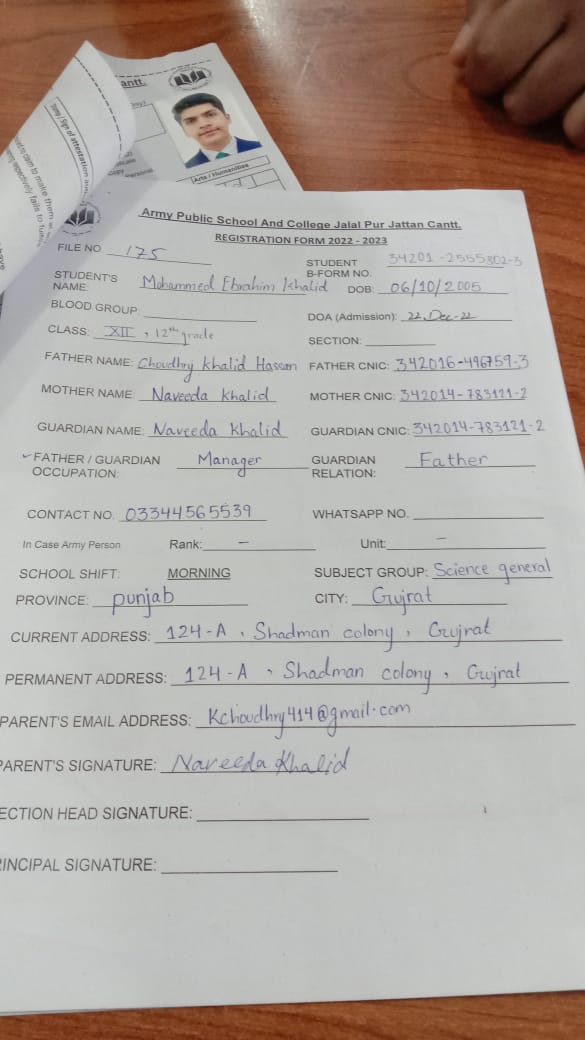 antt.
Arts / Humanities
Army Public School And College Jalal Pur Jattan Cantt.
REGISTRATION FORM 2022 - 2023
FILE NO 175
STUDENT B-FORM NO. 34201-2555802-3
STUDENT'S NAME: Mohammed Ebrahim Khalid DOB: 06/10/2005
BLOOD GROUP: DOA (Admission): 22, Dec-22
CLASS: XII, 12th grade SECTION:
FATHER NAME: Choudhry Khalid Hassan FATHER CNIC: 342016-496759-3
MOTHER NAME: Naveeda Khalid MOTHER CNIC: 342014-783121-2
GUARDIAN NAME: Naveeda Khalid GUARDIAN CNIC: 342014-783121-2
FATHER / GUARDIAN OCCUPATION: Manager GUARDIAN RELATION: Father
CONTACT NO. 03344565539 WHATSAPP NO.
In Case Army Person Rank: - Unit: -
SCHOOL SHIFT: MORNING SUBJECT GROUP: Science general
PROVINCE: punjab CITY: Gujrat
CURRENT ADDRESS: 124-A, Shadman colony, Gujrat
PERMANENT ADDRESS: 124-A, Shadman colony, Gujrat
PARENT'S EMAIL ADDRESS: Kchoudhry414@gmail.com
PARENT'S SIGNATURE: Naveeda Khalid
ECTION HEAD SIGNATURE:
RINCIPAL SIGNATURE: